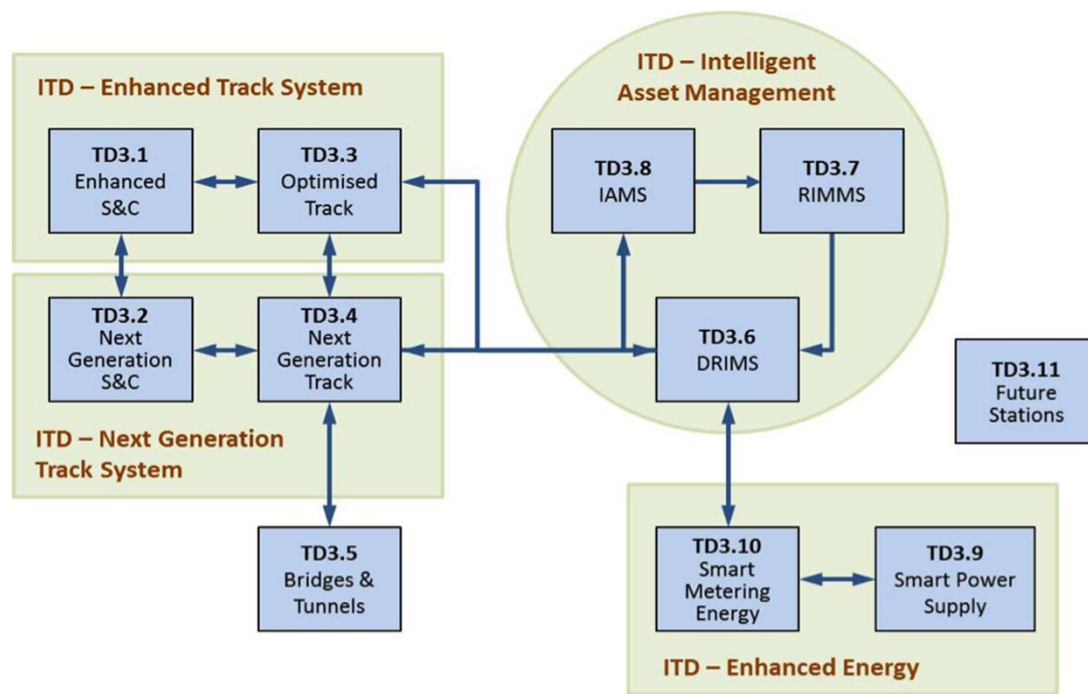 ITD – Enhanced Track System
TD3.1
Enhanced
S&C
TD3.3
Optimised
Track
TD3.2
Next
Generation
S&C
TD3.4
Next
Generation
Track
ITD – Next Generation
Track System
TD3.5
Bridges &
Tunnels
ITD – Intelligent
Asset Management
TD3.8
IAMS
TD3.7
RIMMS
TD3.6
DRIMS
TD3.11
Future
Stations
TD3.10
Smart
Metering
Energy
TD3.9
Smart Power
Supply
ITD – Enhanced Energy